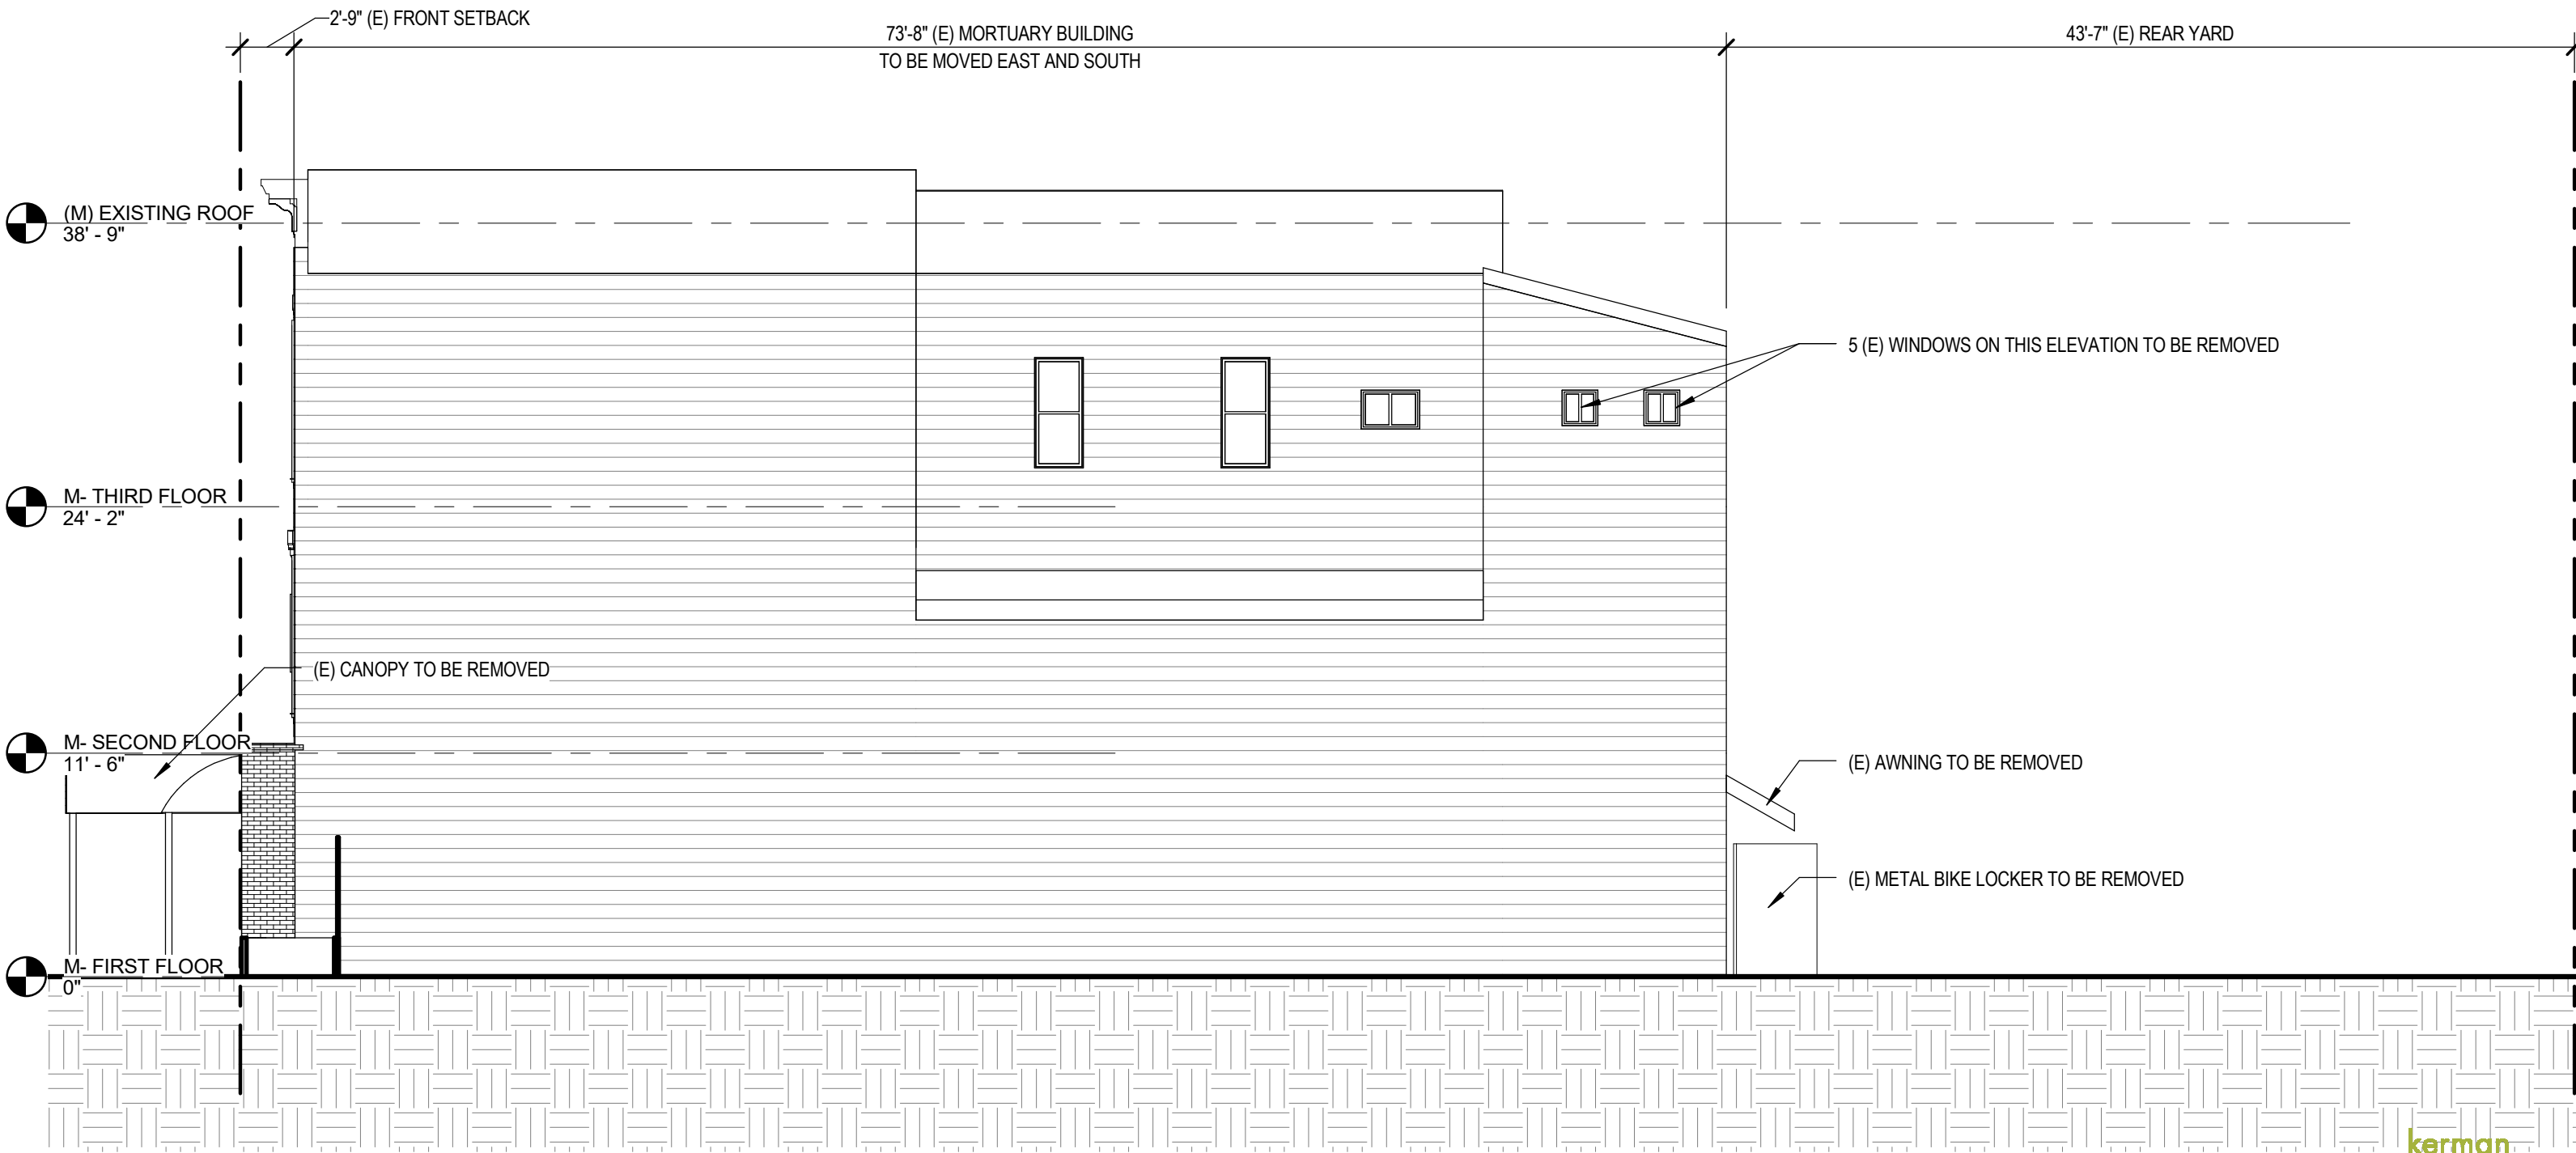 2'-9" (E) FRONT SETBACK
73'-8" (E) MORTUARY BUILDING
TO BE MOVED EAST AND SOUTH
43'-7" (E) REAR YARD
(M) EXISTING ROOF
38' - 9"
5 (E) WINDOWS ON THIS ELEVATION TO BE REMOVED
M- THIRD FLOOR
24' - 2"
(E) CANOPY TO BE REMOVED
M- SECOND FLOOR
11' - 6"
(E) AWNING TO BE REMOVED
(E) METAL BIKE LOCKER TO BE REMOVED
M- FIRST FLOOR
0"
kerman